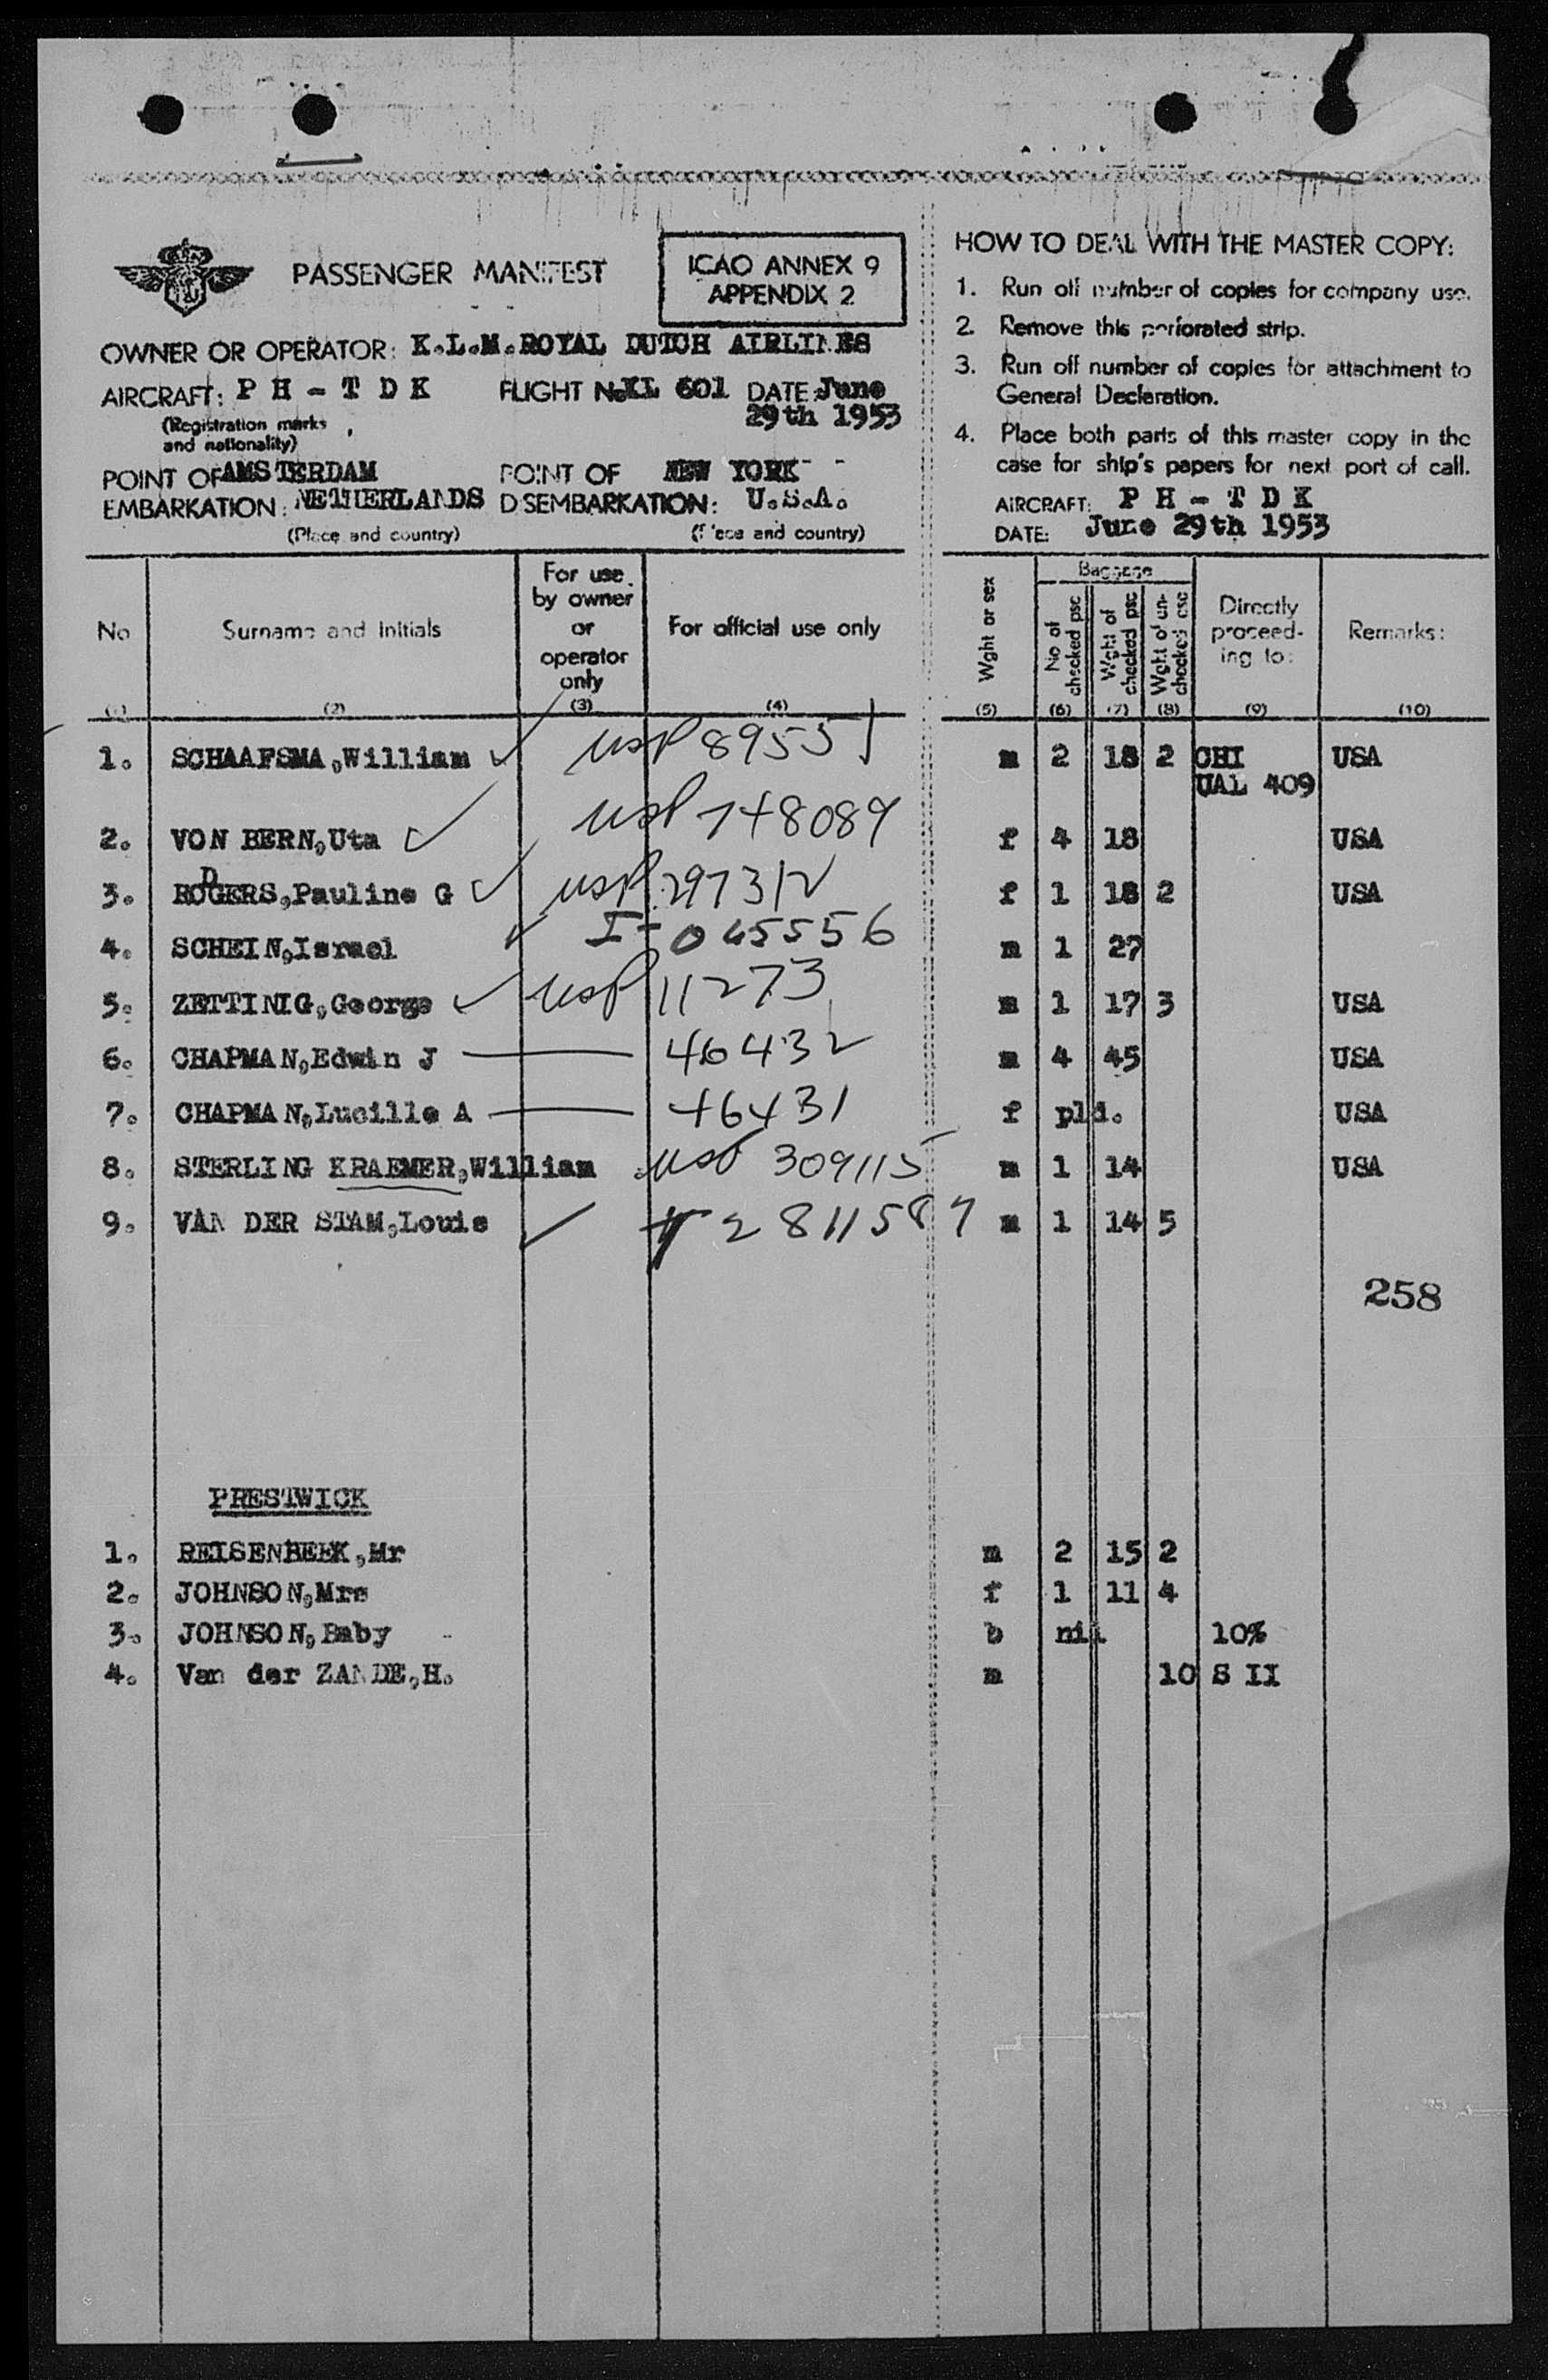 PASSENGER MANIFEST
ICAO ANNEX 9
APPENDIX 2
OWNER OR OPERATOR: K.L.M.ROYAL DUTCH AIRLINES
AIRCRAFT: P H - T D K FLIGHT No KL 601 DATE: June
29th 1953
(Registration marks
and nationality)
POINT OF AMSTERDAM POINT OF NEW YORK
EMBARKATION: NETHERLANDS DISEMBARKATION: U.S.A.
(Place and country) (Place and country)
HOW TO DEAL WITH THE MASTER COPY:
1. Run off number of copies for company use.
2. Remove this perforated strip.
3. Run off number of copies for attachment to
General Declaration.
4. Place both parts of this master copy in the
case for ship's papers for next port of call.
AIRCRAFT: P H - T D K
DATE: June 29th 1953
No
(1)
Surname and Initials
(2)
For use
by owner
or
operator
only
(3)
For official use only
(4)
Wght or sex
(5)
Baggage
No of
checked psc
(6)
Wght of
checked psc
(7)
Wght of un-
checked psc
(8)
Directly
proceed-
ing to:
(9)
Remarks:
(10)
1. SCHAAFSMA,William usp 89551 m 2 18 2 CHI USA
UAL 409
2. VON BERN,Uta usp 148089 f 4 18 USA
D
3. ROGERS,Pauline G usp 297312 f 1 18 2 USA
4. SCHEIN,Israel I-045556 m 1 27
5. ZETTINIG,George usp 11273 m 1 17 3 USA
6. CHAPMAN,Edwin J 46432 m 4 45 USA
7. CHAPMAN,Lucille A 46431 f pld. USA
8. STERLING KRAEMER,William usp 309115 m 1 14 USA
9. VAN DER STAM,Louis 2811587 m 1 14 5
258
PRESTWICK
1. REISENBEEK,Mr m 2 15 2
2. JOHNSON,Mrs f 1 11 4
3. JOHNSON,Baby b nil 10%
4. Van der ZANDE,H. m 10 S II